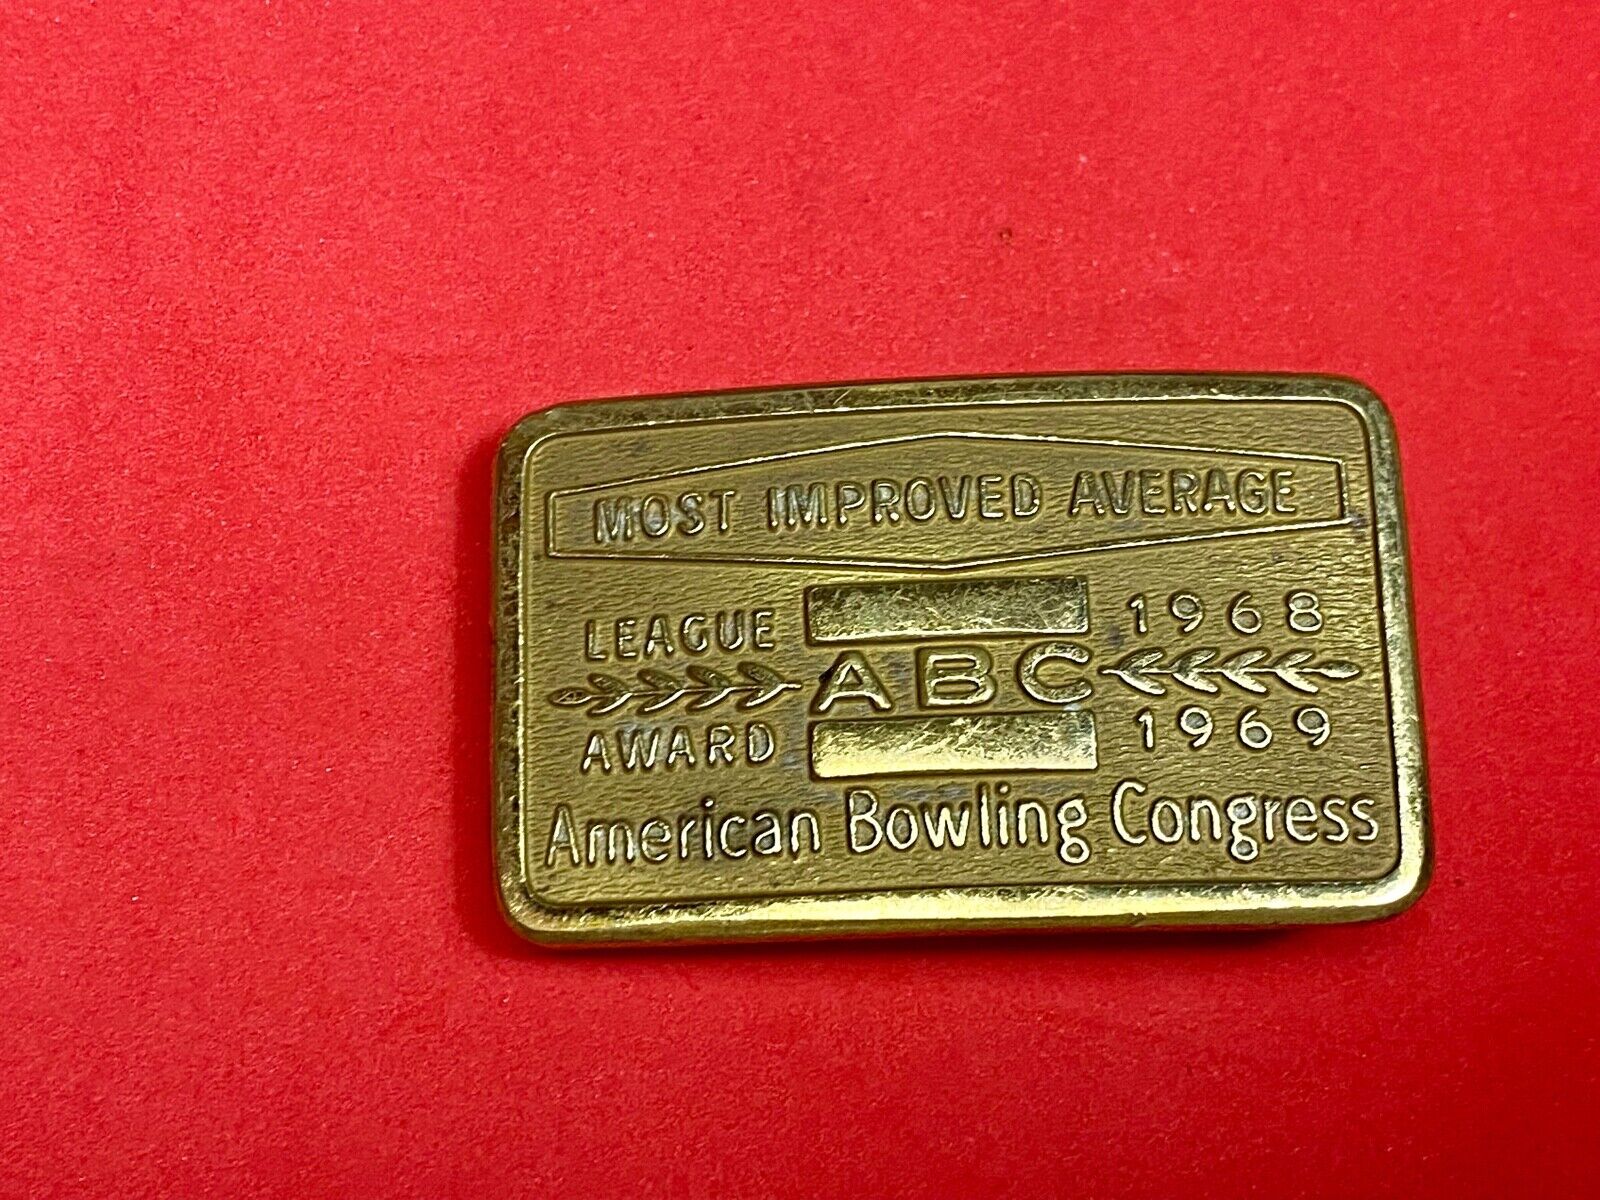 MOST IMPROVED AVERAGE
LEAGUE 1968
ABC
AWARD 1969
American Bowling Congress